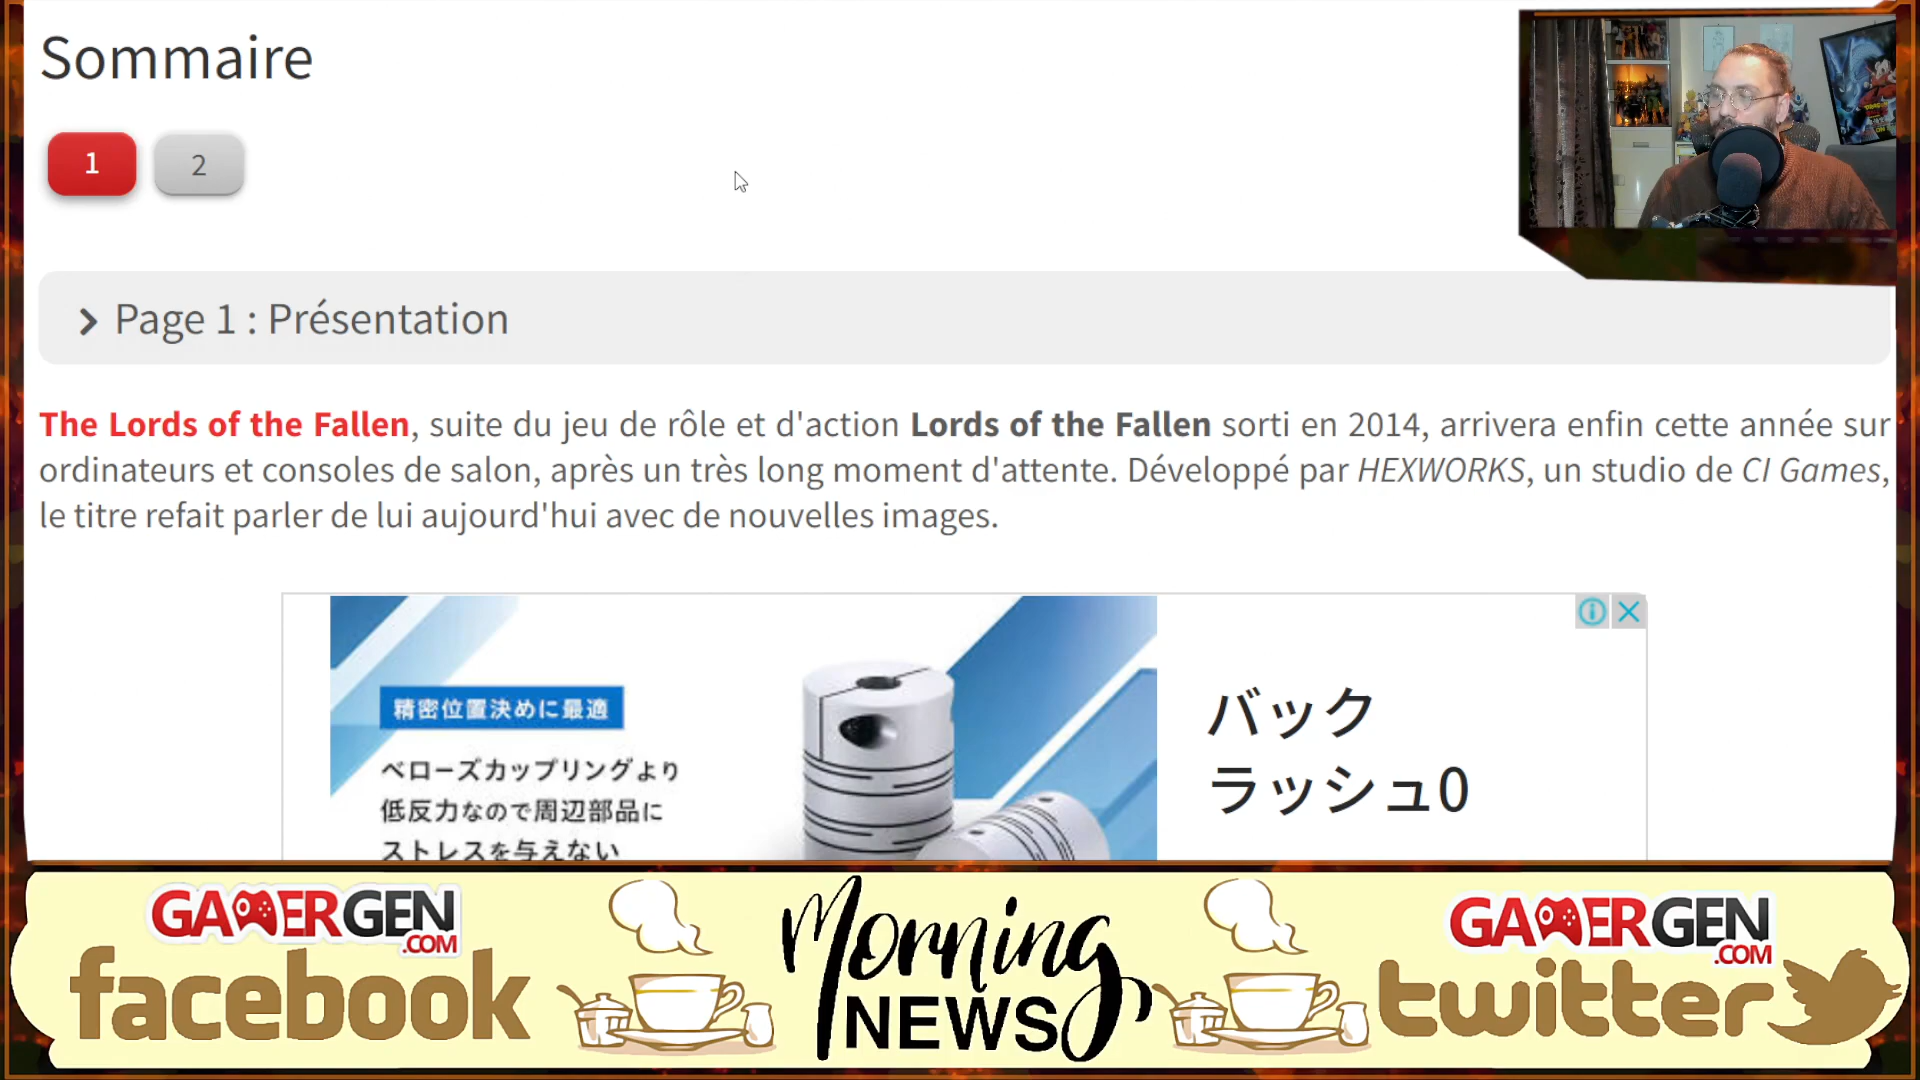 Sommaire
1
2
Page 1 : Présentation
The Lords of the Fallen, suite du jeu de rôle et d'action Lords of the Fallen sorti en 2014, arrivera enfin cette année sur
ordinateurs et consoles de salon, après un très long moment d'attente. Développé par HEXWORKS, un studio de CI Games,
le titre refait parler de lui aujourd'hui avec de nouvelles images.
精密位置決めに最適
ベローズカップリングより
低反力なので周辺部品に
ストレスを与えない
バック
ラッシュ0
GAMERGEN
.COM
facebook
Morning
NEWS
GAMERGEN
.COM
twitter